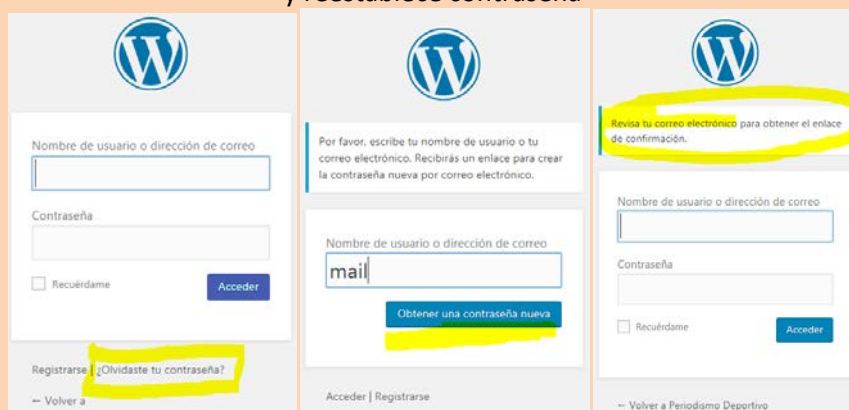 y reestablece contraseña
Nombre de usuario o dirección de correo
Contraseña
Recuérdame
Acceder
Registrarse | ¿Olvidaste tu contraseña?
← Volver a
Por favor, escribe tu nombre de usuario o tu
correo electrónico. Recibirás un enlace para crear
la contraseña nueva por correo electrónico.
Nombre de usuario o dirección de correo
mail
Obtener una contraseña nueva
Acceder | Registrarse
Revisa tu correo electrónico para obtener el enlace
de confirmación.
Nombre de usuario o dirección de correo
Contraseña
Recuérdame
Acceder
← Volver a Periodismo Deportivo